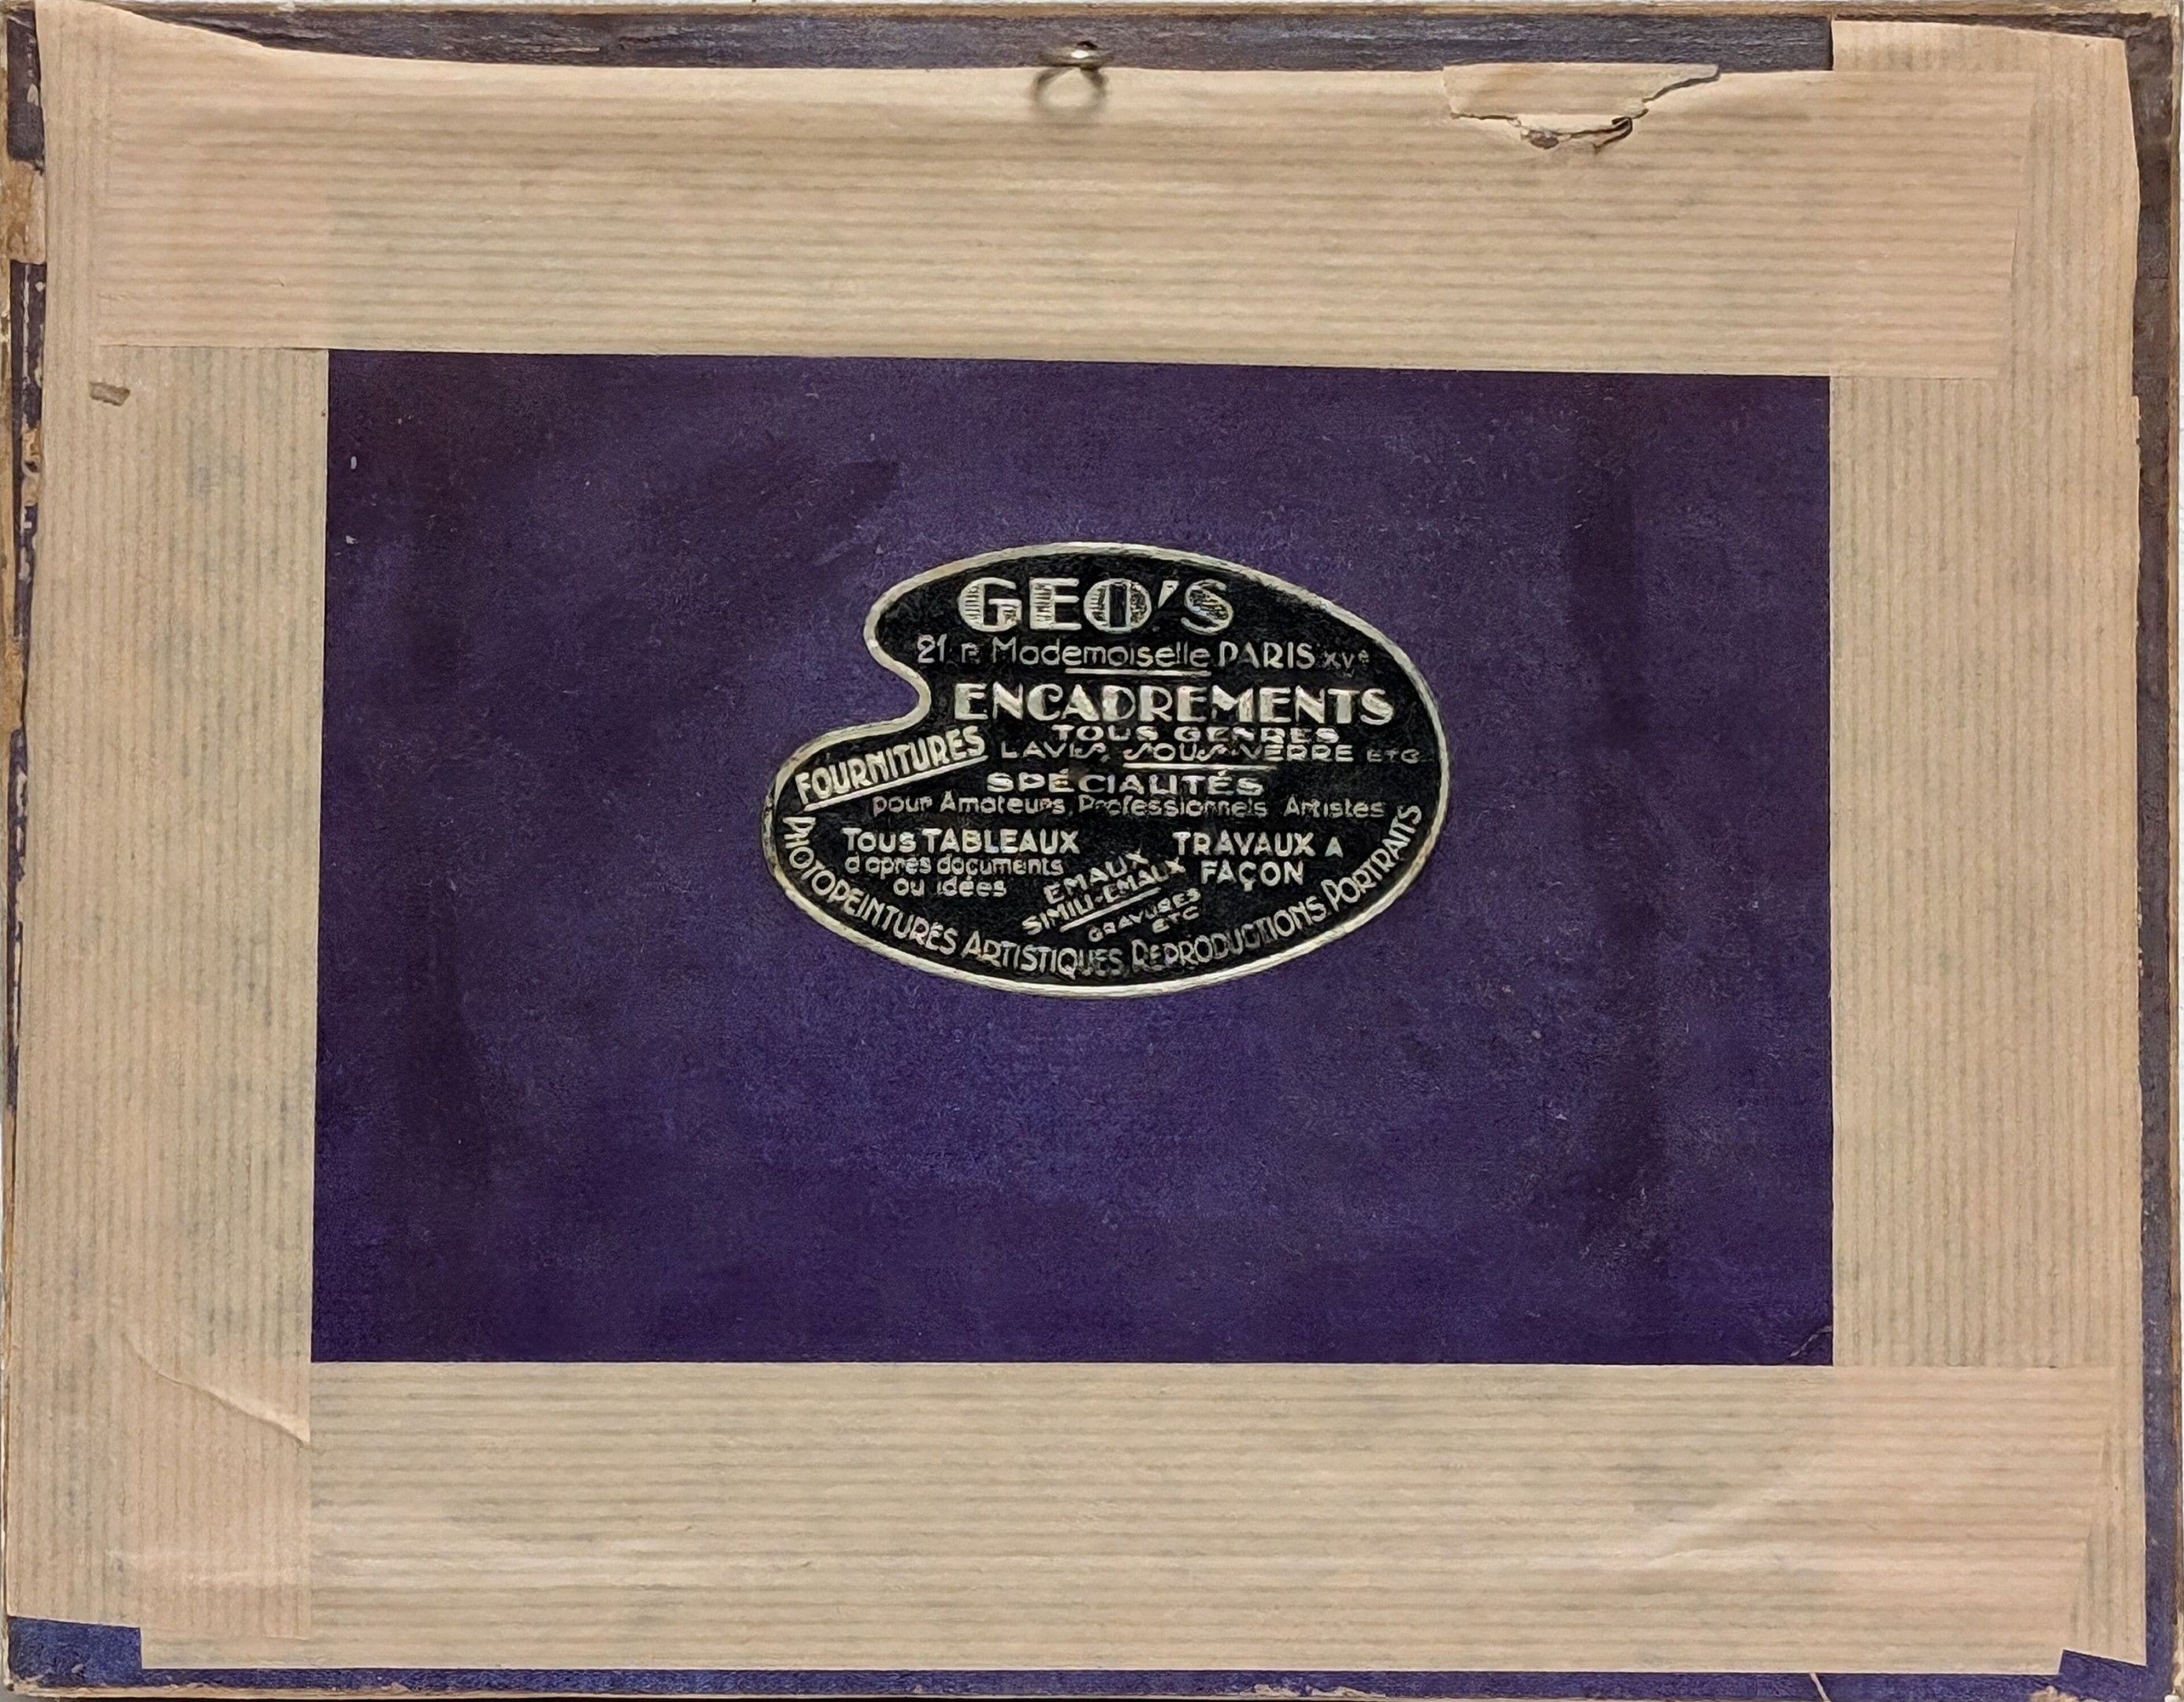 GEO'S
21 r. Mademoiselle PARIS XVe
ENCADREMENTS
TOUS GENRES
LAVIS, SOUS-VERRE ETC
FOURNITURES
SPÉCIALITÉS
pour Amateurs, Professionnels Artistes
TOUS TABLEAUX
d'après documents
ou idées
EMAUX
SIMILI-EMAUX
GRAVURES
ETC
TRAVAUX A
FAÇON
PHOTOPEINTURES ARTISTIQUES, REPRODUCTIONS, PORTRAITS